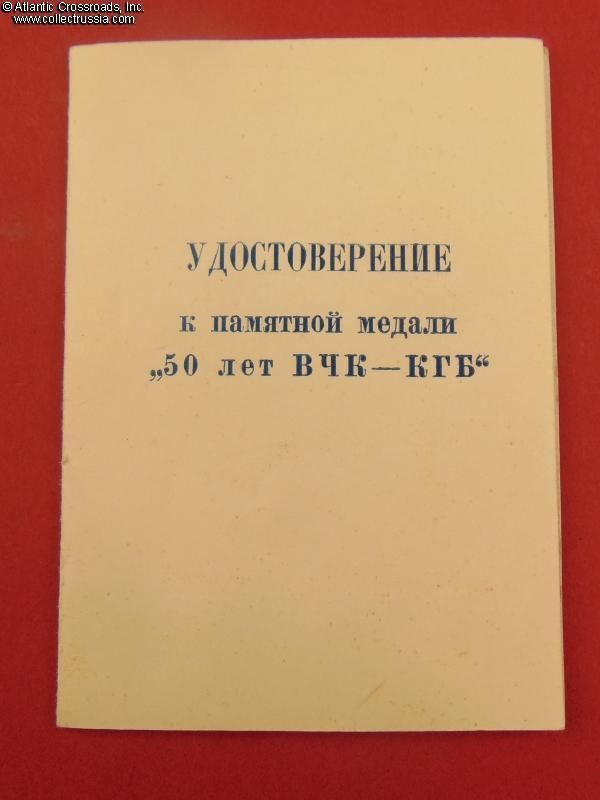 © Atlantic Crossroads, Inc.
www.collectrussia.com
УДОСТОВЕРЕНИЕ
к памятной медали
„50 лет ВЧК—КГБ“